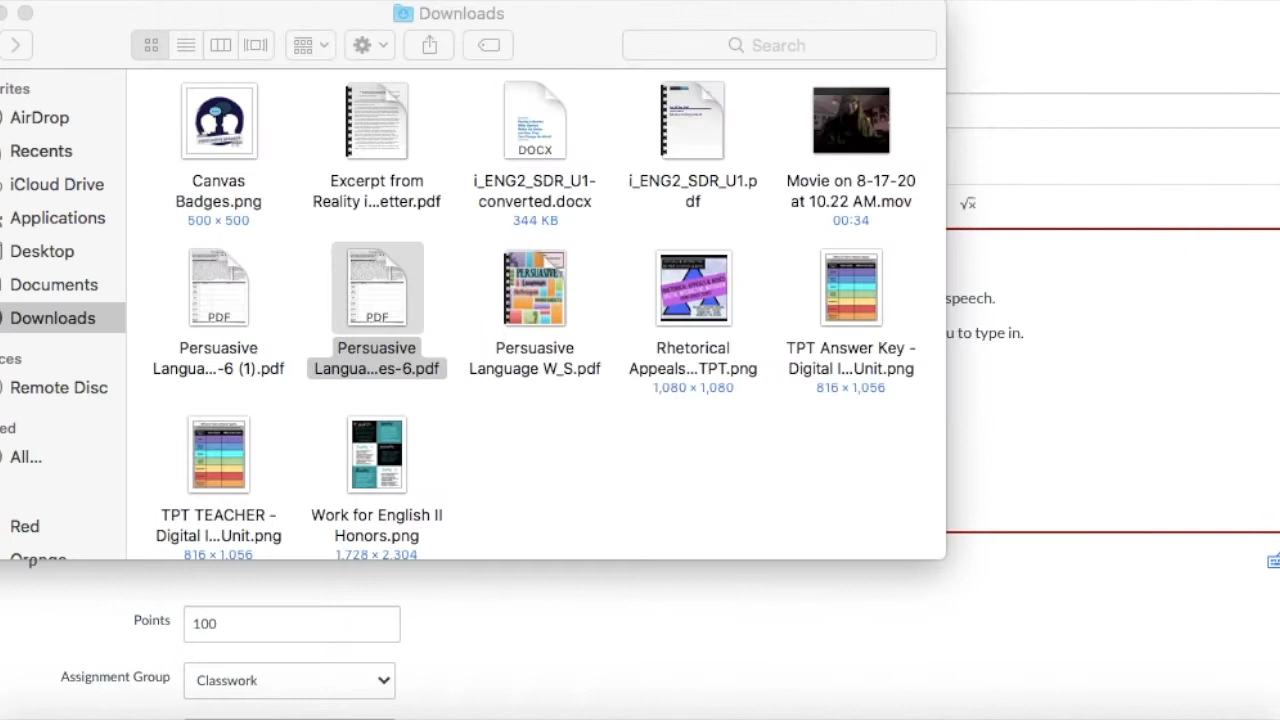 Downloads
Search
rites
AirDrop
Recents
iCloud Drive
Applications
Desktop
Documents
Downloads
ces
Remote Disc
ed
All...
Red
Orange
Canvas
Badges.png
500 × 500
Excerpt from
Reality i...etter.pdf
DOCX
i_ENG2_SDR_U1-
converted.docx
344 KB
i_ENG2_SDR_U1.p
df
Movie on 8-17-20
at 10.22 AM.mov
00:34
PDF
Persuasive
Langua...-6 (1).pdf
PDF
Persuasive
Langua...es-6.pdf
PERSUASIVE
Persuasive
Language W_S.pdf
Rhetorical
Appeals...TPT.png
1,080 × 1,080
TPT Answer Key -
Digital I...Unit.png
816 × 1,056
TPT TEACHER -
Digital I...Unit.png
816 × 1,056
Work for English II
Honors.png
1,728 × 2,304
√x
speech.
u to type in.
Points
100
Assignment Group
Classwork